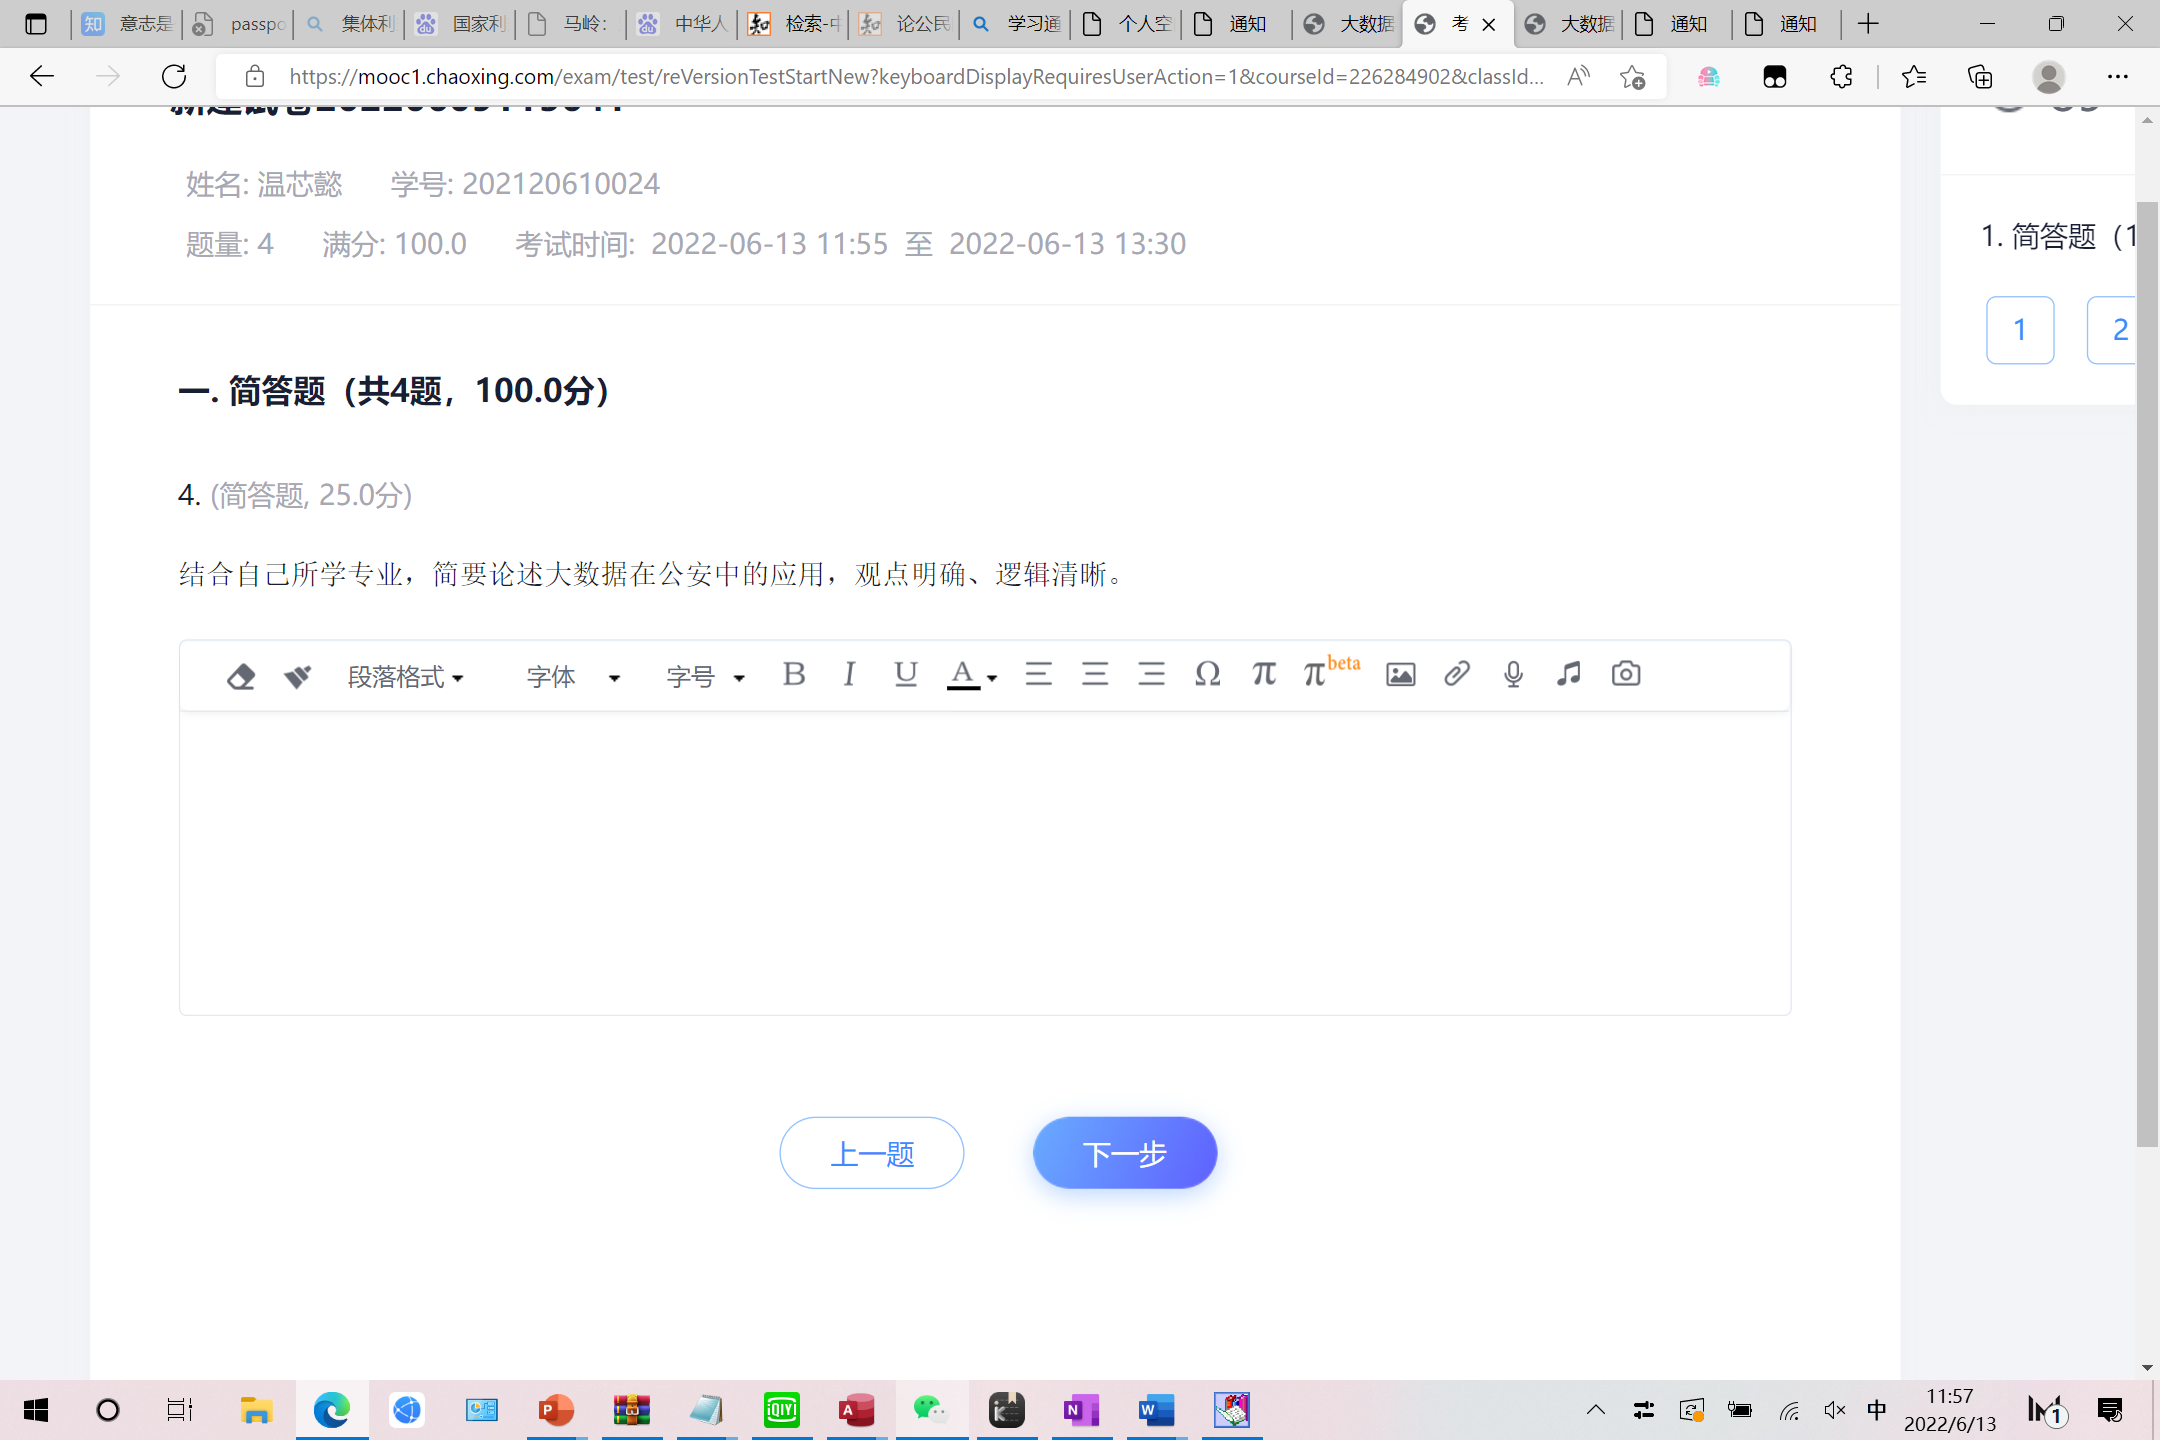 意志是
passpo
集体利
国家利
马岭：
中华人
检索-中
论公民
学习通
个人空
通知
大数据
考
大数据
通知
通知
https://mooc1.chaoxing.com/exam/test/reVersionTestStartNew?keyboardDisplayRequiresUserAction=1&courseId=226284902&classId...
姓名: 温芯懿 学号: 202120610024
题量: 4 满分: 100.0 考试时间: 2022-06-13 11:55 至 2022-06-13 13:30
1. 简答题（1
1 2
一. 简答题（共4题，100.0分）
4. (简答题, 25.0分)
结合自己所学专业，简要论述大数据在公安中的应用，观点明确、逻辑清晰。
段落格式 字体 字号 B I U A Ω π π beta
上一题 下一步
中
11:57
2022/6/13
1